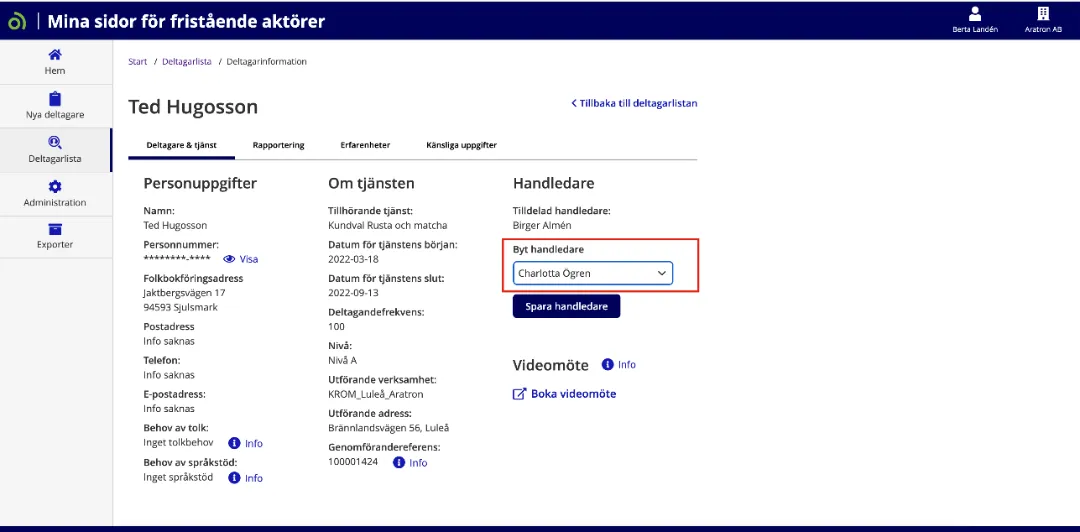 Mina sidor för fristående aktörer
Berta Landén
Aratron AB
Hem
Nya deltagare
Deltagarlista
Administration
Exporter
Start / Deltagarlista / Deltagarinformation
Ted Hugosson
Tillbaka till deltagarlistan
Deltagare & tjänst
Rapportering
Erfarenheter
Känsliga uppgifter
Personuppgifter
Namn:
Ted Hugosson
Personnummer:
********-**** Visa
Folkbokföringsadress
Jaktbergsvägen 17
94593 Sjulsmark
Postadress
Info saknas
Telefon:
Info saknas
E-postadress:
Info saknas
Behov av tolk:
Inget tolkbehov Info
Behov av språkstöd:
Inget språkstöd Info
Om tjänsten
Tillhörande tjänst:
Kundval Rusta och matcha
Datum för tjänstens början:
2022-03-18
Datum för tjänstens slut:
2022-09-13
Deltagandefrekvens:
100
Nivå:
Nivå A
Utförande verksamhet:
KROM_Luleå_Aratron
Utförande adress:
Brännlandsvägen 56, Luleå
Genomförandereferens:
100001424 Info
Handledare
Tilldelad handledare:
Birger Almén
Byt handledare
Charlotta Ögren
Spara handledare
Videomöte Info
Boka videomöte